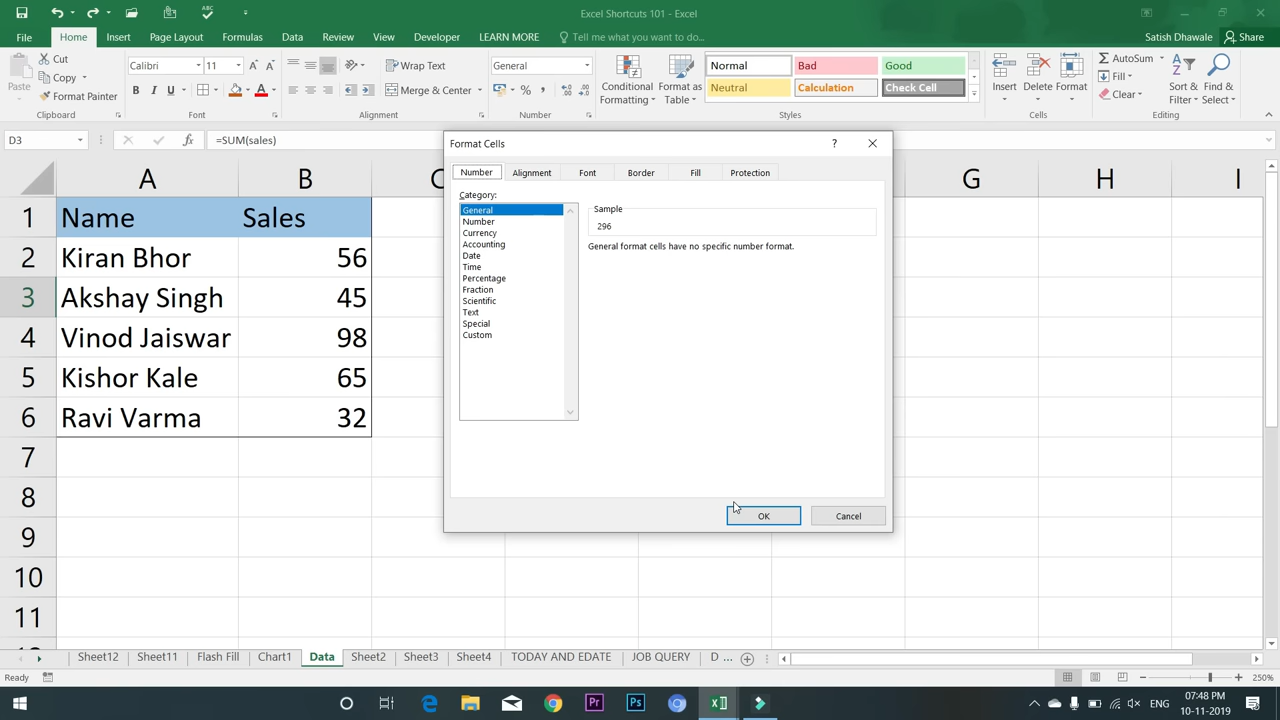 Excel Shortcuts 101 - Excel
File Home Insert Page Layout Formulas Data Review View Developer LEARN MORE Tell me what you want to do... Satish Dhawale Share
Paste
Cut
Copy
Format Painter
Clipboard
Calibri 11
B I U
Font
Wrap Text
Merge & Center
Alignment
General
%
Number
Conditional Formatting
Format as Table
Normal Bad Good
Neutral Calculation Check Cell
Styles
Insert Delete Format
Cells
AutoSum
Fill
Clear
Sort & Filter
Find & Select
Editing
D3 fx =SUM(sales)
A B C G H I
1 Name Sales
2 Kiran Bhor 56
3 Akshay Singh 45
4 Vinod Jaiswar 98
5 Kishor Kale 65
6 Ravi Varma 32
7
8
9
10
11
Format Cells ?
Number Alignment Font Border Fill Protection
Category:
General
Number
Currency
Accounting
Date
Time
Percentage
Fraction
Scientific
Text
Special
Custom
Sample
296
General format cells have no specific number format.
OK Cancel
Sheet12 Sheet11 Flash Fill Chart1 Data Sheet2 Sheet3 Sheet4 TODAY AND EDATE JOB QUERY D ...
Ready 250%
ENG 07:48 PM
10-11-2019